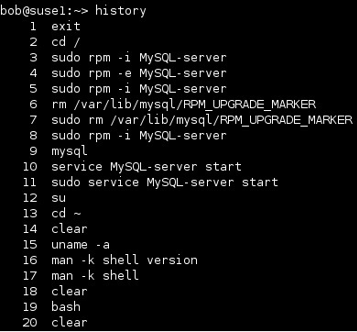 bob@suse1:~> history
1 exit
2 cd /
3 sudo rpm -i MySQL-server
4 sudo rpm -e MySQL-server
5 sudo rpm -i MySQL-server
6 rm /var/lib/mysql/RPM_UPGRADE_MARKER
7 sudo rm /var/lib/mysql/RPM_UPGRADE_MARKER
8 sudo rpm -i MySQL-server
9 mysql
10 service MySQL-server start
11 sudo service MySQL-server start
12 su
13 cd ~
14 clear
15 uname -a
16 man -k shell version
17 man -k shell
18 clear
19 bash
20 clear